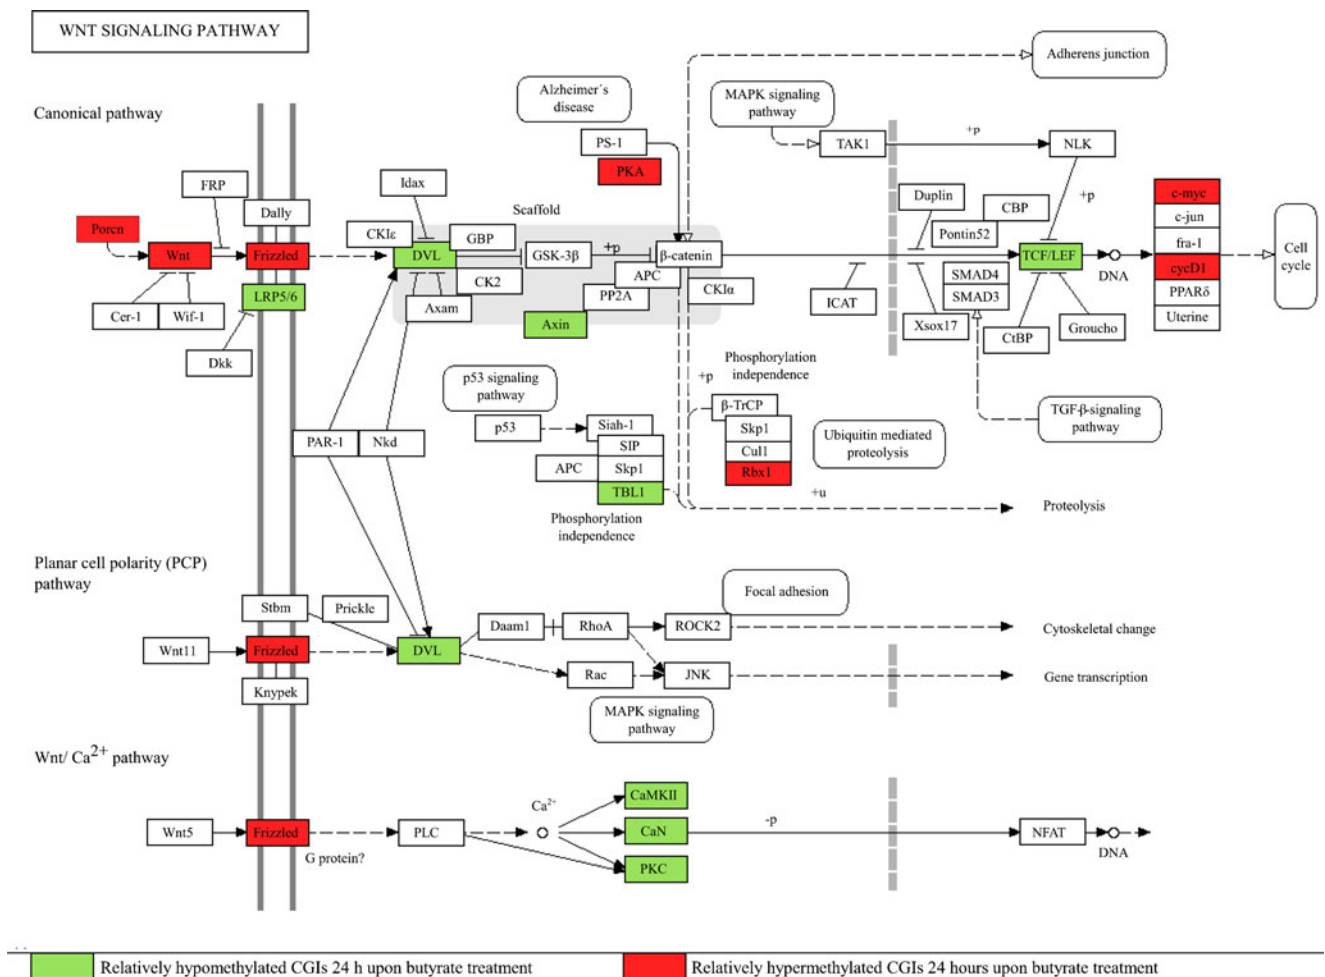 WNT SIGNALING PATHWAY
Canonical pathway
Adherens junction
Alzheimer´s
disease
MAPK signaling
pathway
PS-1
PKA
TAK1
+p
NLK
+p
FRP
Dally
Idax
Scaffold
Duplin
CBP
Pontin52
c-myc
c-jun
fra-1
cycD1
PPARδ
Uterine
Cell
cycle
Porcn
Wnt
Frizzled
LRP5/6
CKIε
GBP
DVL
GSK-3β
+p
β-catenin
TCF/LEF
DNA
CK2
Axam
PP2A
APC
CKIα
Axin
ICAT
SMAD4
SMAD3
Xsox17
CtBP
Groucho
Cer-1
Wif-1
Dkk
p53 signaling
pathway
+p
Phosphorylation
independence
TGF-β-signaling
pathway
p53
Siah-1
SIP
APC
Skp1
TBL1
Phosphorylation
independence
β-TrCP
Skp1
Cul1
Rbx1
Ubiquitin mediated
proteolysis
+u
Proteolysis
PAR-1
Nkd
Planar cell polarity (PCP)
pathway
Stbm
Prickle
Wnt11
Frizzled
Knypek
DVL
Daam1
RhoA
ROCK2
Focal adhesion
Cytoskeletal change
Rac
JNK
Gene transcription
MAPK signaling
pathway
Wnt/ Ca2+ pathway
Wnt5
Frizzled
G protein?
PLC
Ca2+
CaMKII
CaN
PKC
-p
NFAT
DNA
Relatively hypomethylated CGIs 24 h upon butyrate treatment
Relatively hypermethylated CGIs 24 hours upon butyrate treatment